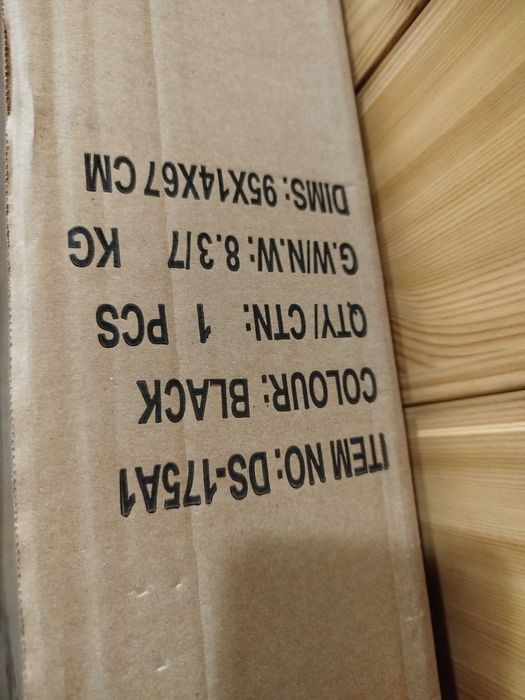 ITEM NO: DS-175A1
COLOUR: BLACK
QTY/ CTN: 1 PCS
G.W/N.W: 8.3/7 KG
DIMS: 95X14X67 CM